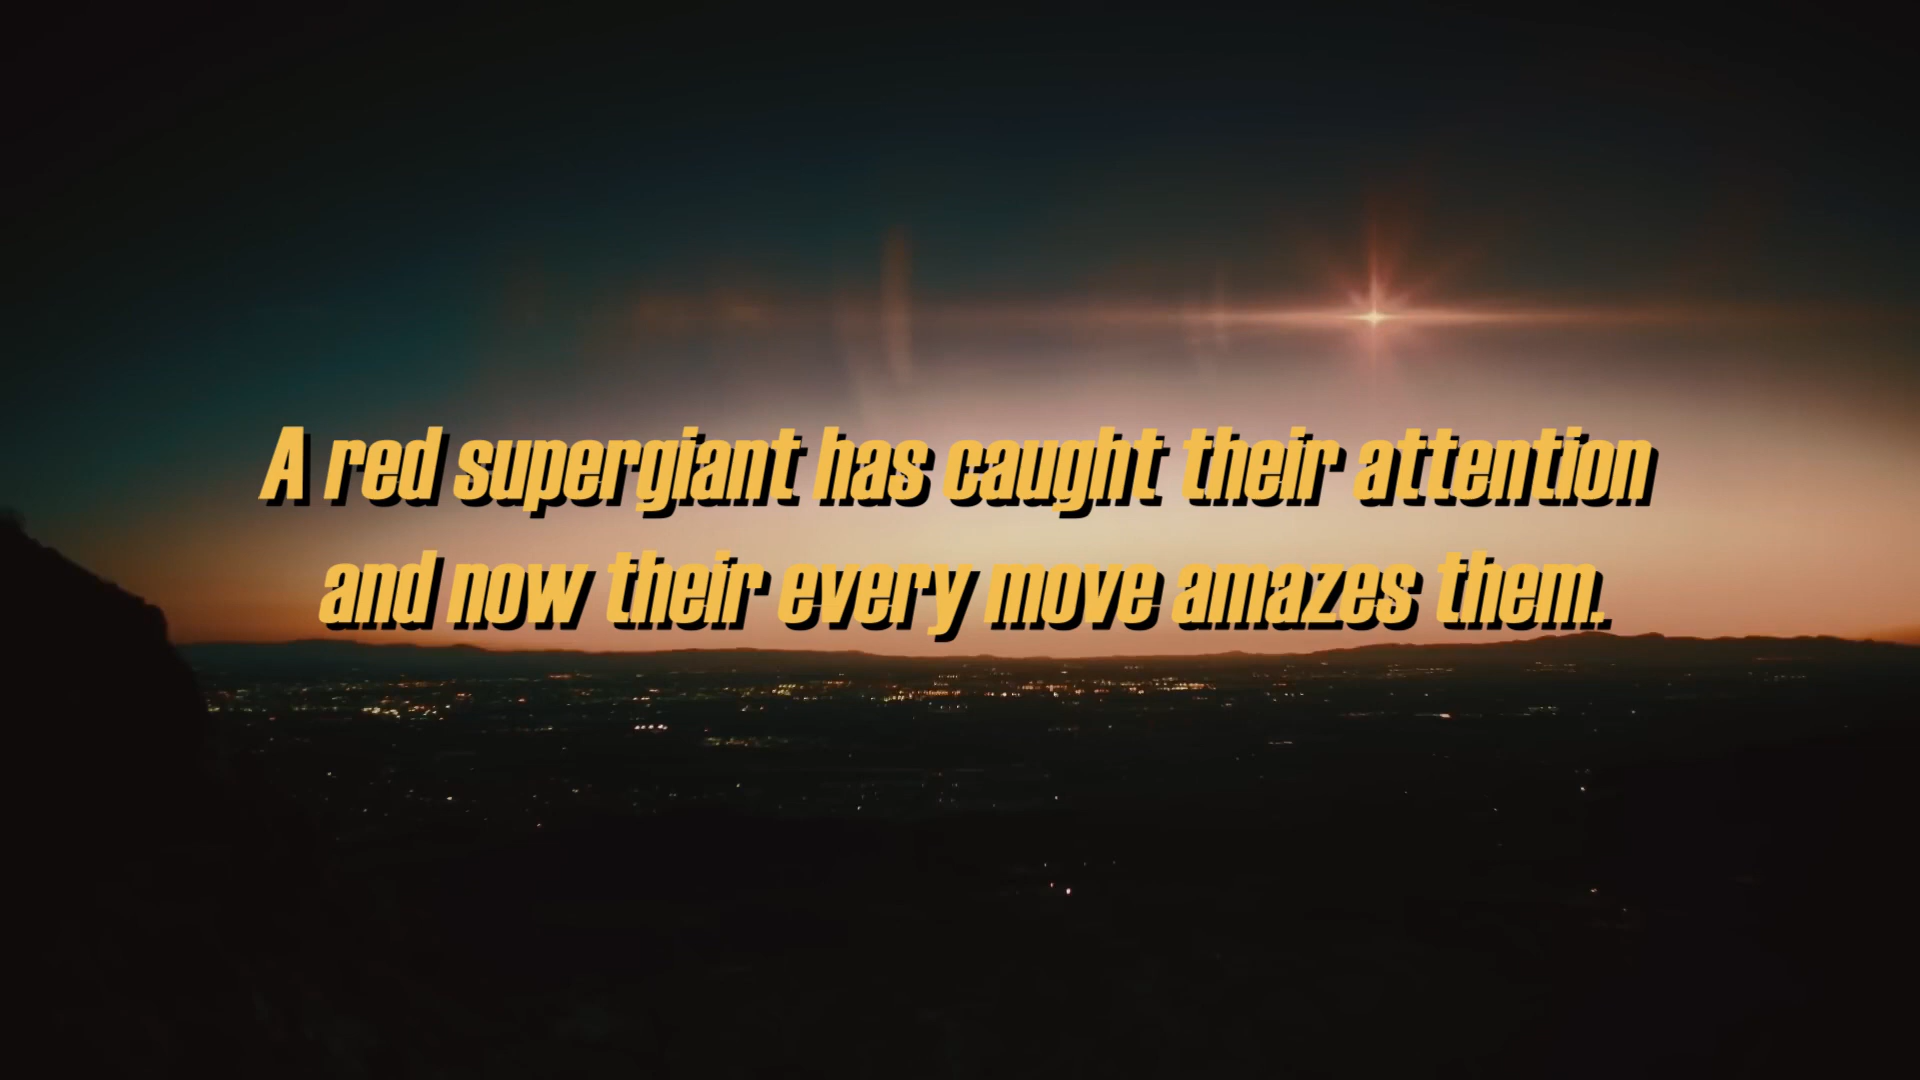 A red supergiant has caught their attention
and now their every move amazes them.